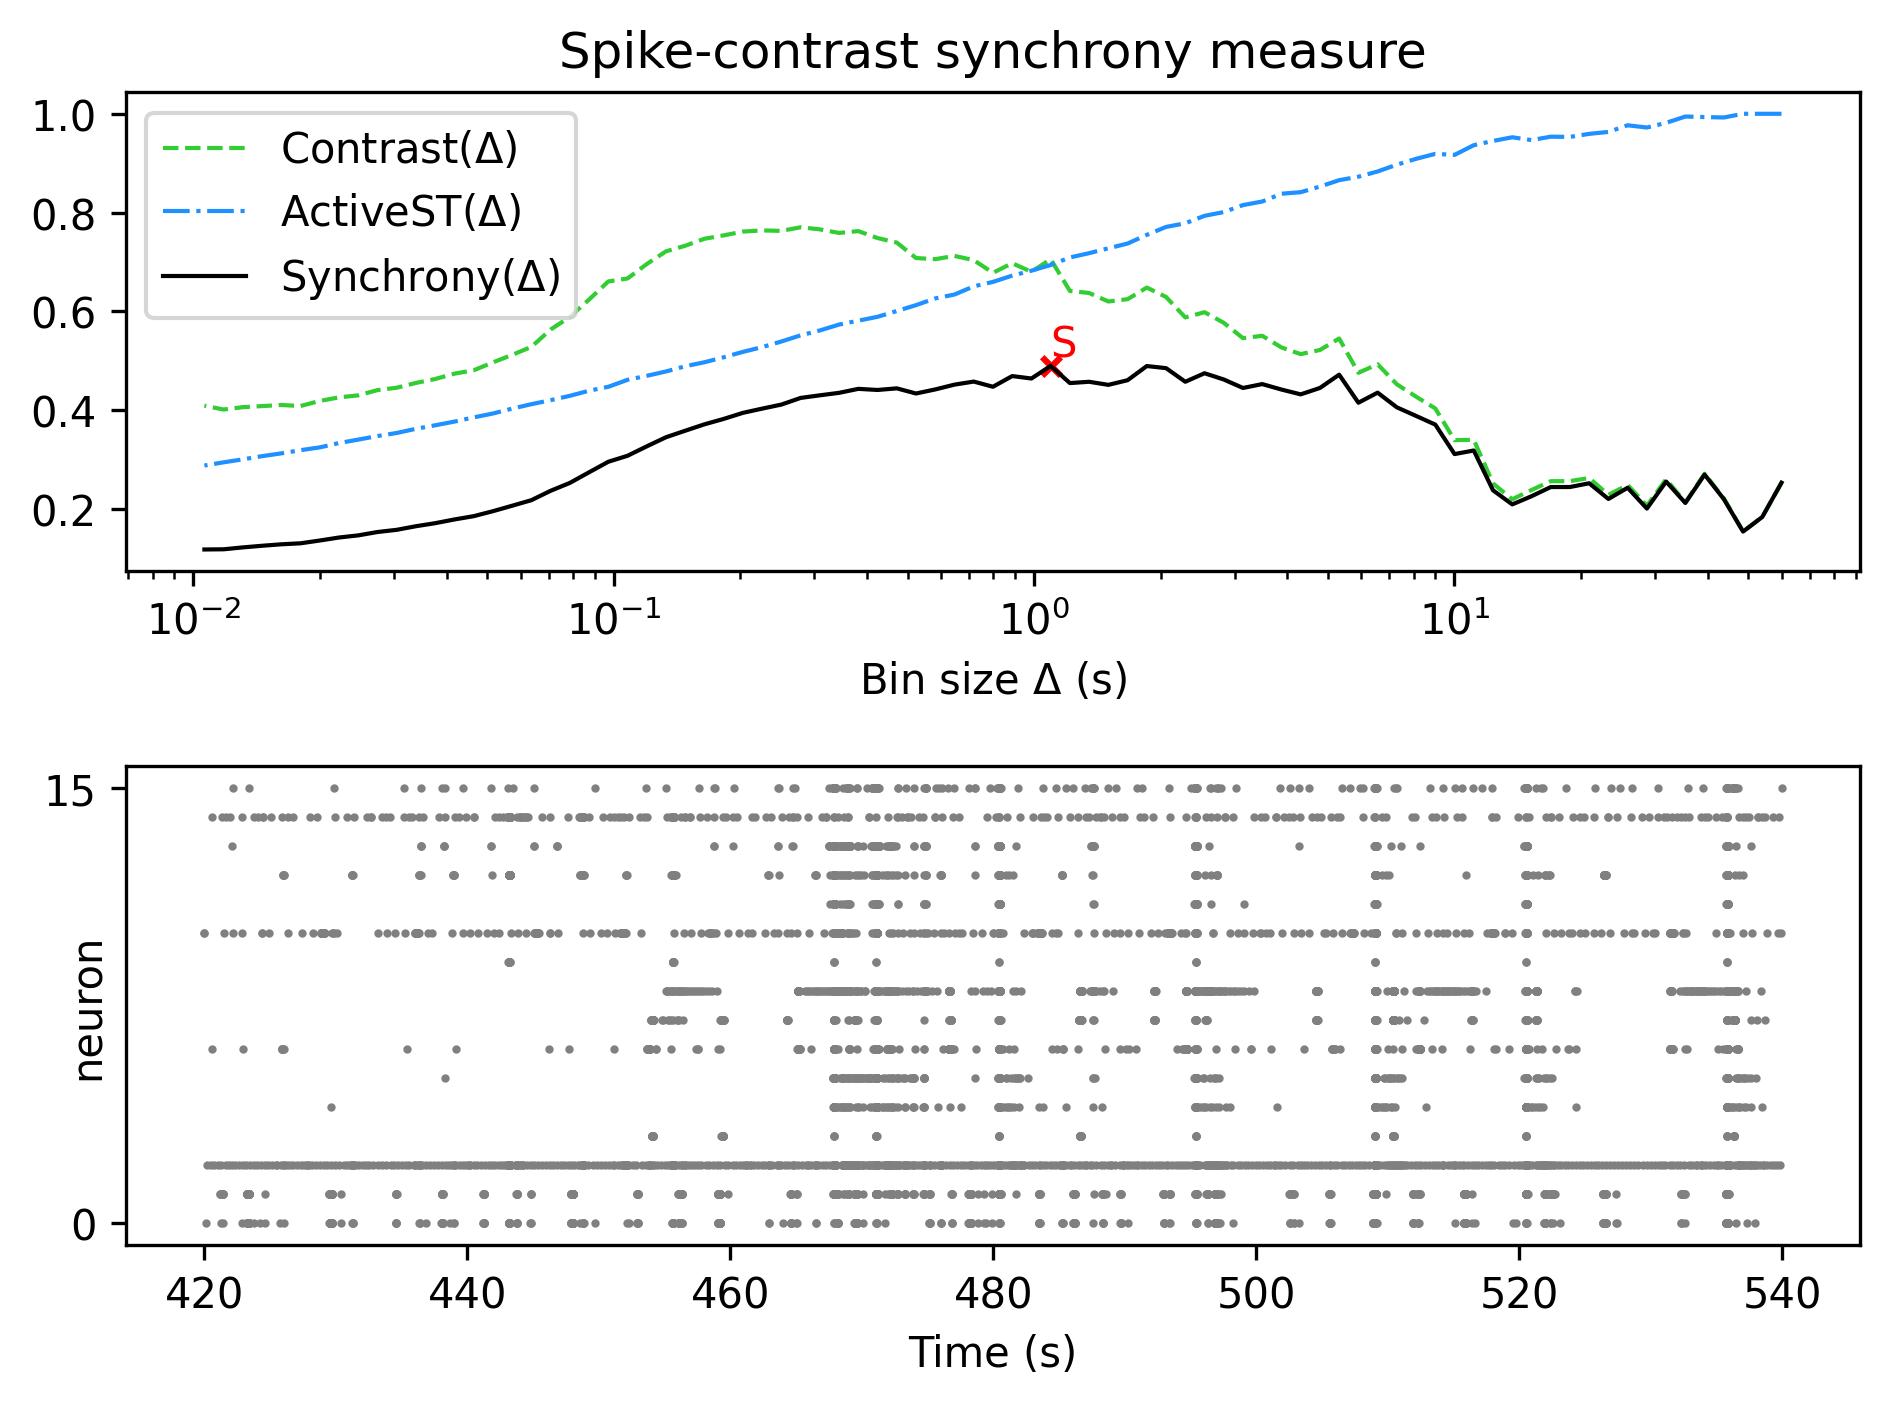 Spike-contrast synchrony measure
1.0
0.8
0.6
0.4
0.2
Contrast(Δ)
ActiveST(Δ)
Synchrony(Δ)
S
10⁻² 10⁻¹ 10⁰ 10¹
Bin size Δ (s)
15
0
neuron
420 440 460 480 500 520 540
Time (s)